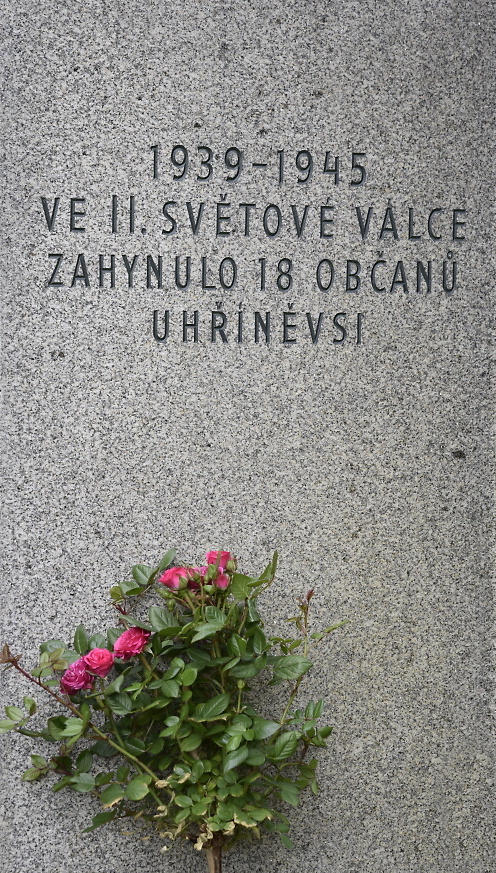 1939-1945
VE II. SVĚTOVÉ VÁLCE
ZAHYNULO 18 OBČANŮ
UHŘÍNĚVSI